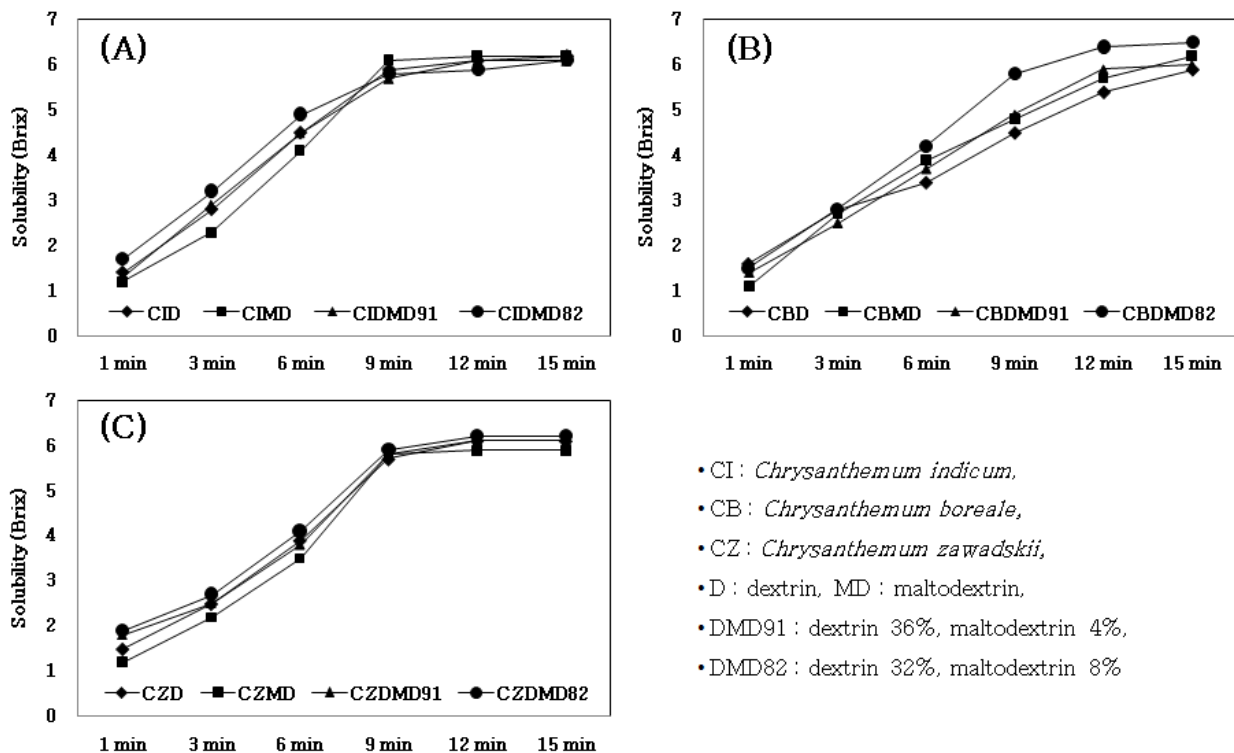 (A)
Solubility (Brix)
7
6
5
4
3
2
1
0
CID CIMD CIDMD91 CIDMD82
1 min 3 min 6 min 9 min 12 min 15 min
(B)
Solubility (Brix)
7
6
5
4
3
2
1
0
CBD CBMD CBDMD91 CBDMD82
1 min 3 min 6 min 9 min 12 min 15 min
(C)
Solubility (Brix)
7
6
5
4
3
2
1
0
CZD CZMD CZDMD91 CZDMD82
1 min 3 min 6 min 9 min 12 min 15 min
• CI : Chrysanthemum indicum,
• CB : Chrysanthemum boreale,
• CZ : Chrysanthemum zawadskii,
• D : dextrin, MD : maltodextrin,
• DMD91 : dextrin 36%, maltodextrin 4%,
• DMD82 : dextrin 32%, maltodextrin 8%